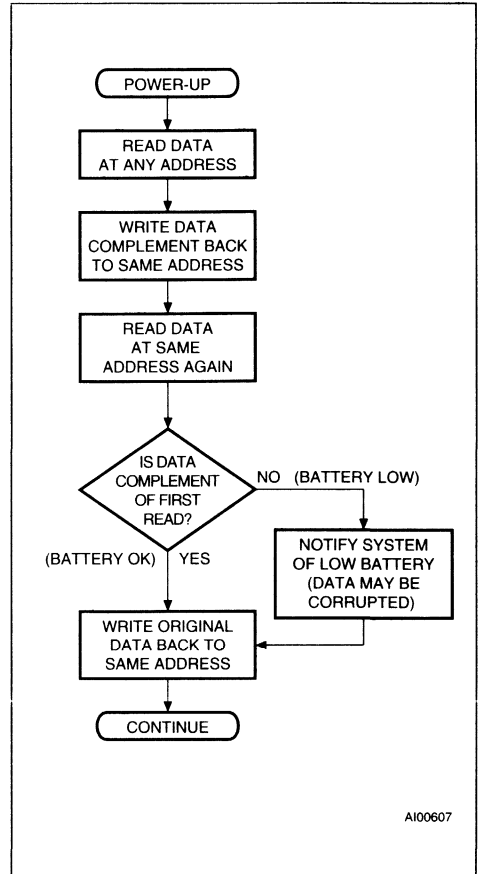 POWER-UP
READ DATA
AT ANY ADDRESS
WRITE DATA
COMPLEMENT BACK
TO SAME ADDRESS
READ DATA
AT SAME
ADDRESS AGAIN
IS DATA
COMPLEMENT
OF FIRST
READ?
NO (BATTERY LOW)
NOTIFY SYSTEM
OF LOW BATTERY
(DATA MAY BE
CORRUPTED)
(BATTERY OK) YES
WRITE ORIGINAL
DATA BACK TO
SAME ADDRESS
CONTINUE
AI00607